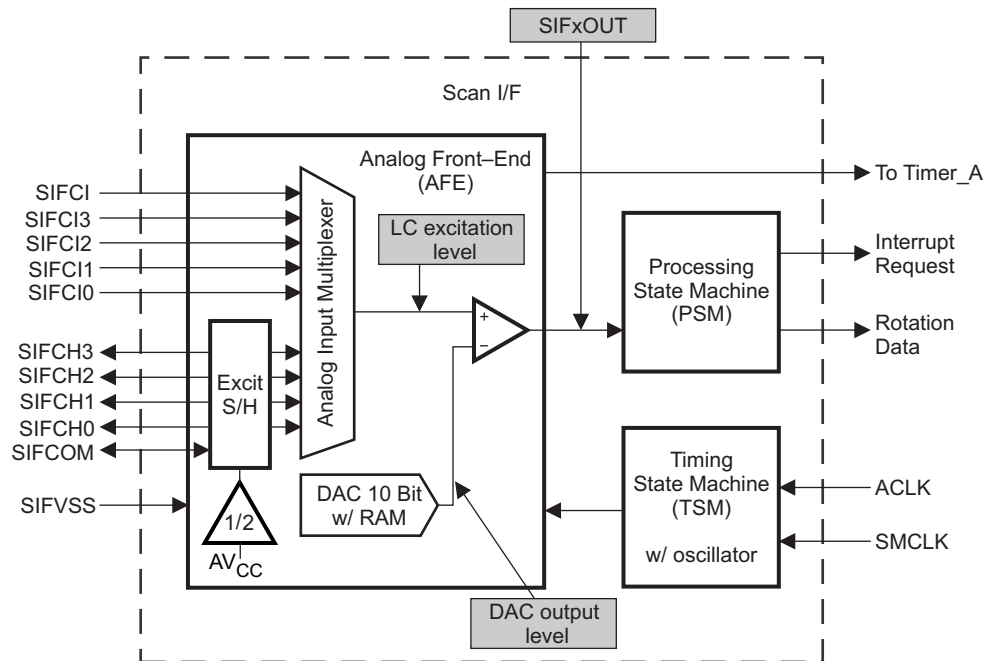 SIFxOUT
Scan I/F
Analog Front–End
(AFE)
To Timer_A
SIFCI
SIFCI3
SIFCI2
SIFCI1
SIFCI0
Analog Input Multiplexer
LC excitation
level
+
−
Processing
State Machine
(PSM)
Interrupt
Request
Rotation
Data
SIFCH3
SIFCH2
SIFCH1
SIFCH0
SIFCOM
Excit
S/H
SIFVSS
1/2
AVCC
DAC 10 Bit
w/ RAM
Timing
State Machine
(TSM)
w/ oscillator
ACLK
SMCLK
DAC output
level